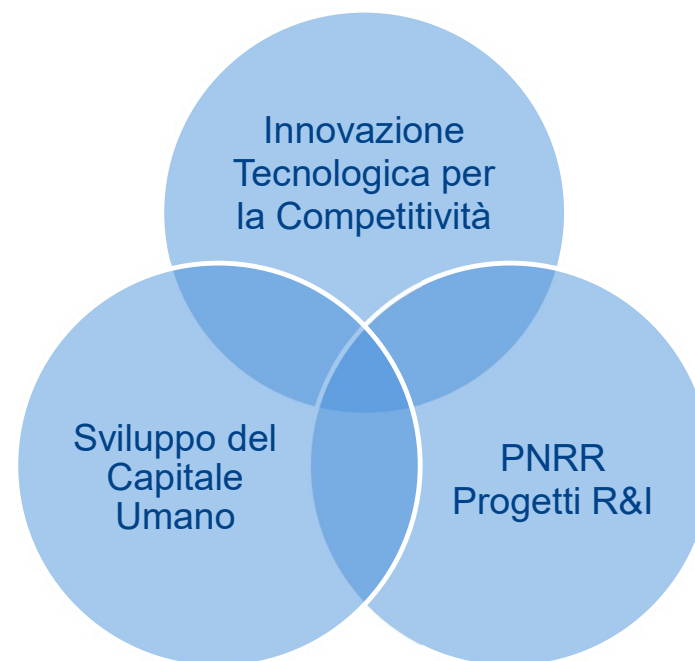 Innovazione
Tecnologica per
la Competitività
Sviluppo del
Capitale
Umano
PNRR
Progetti R&I